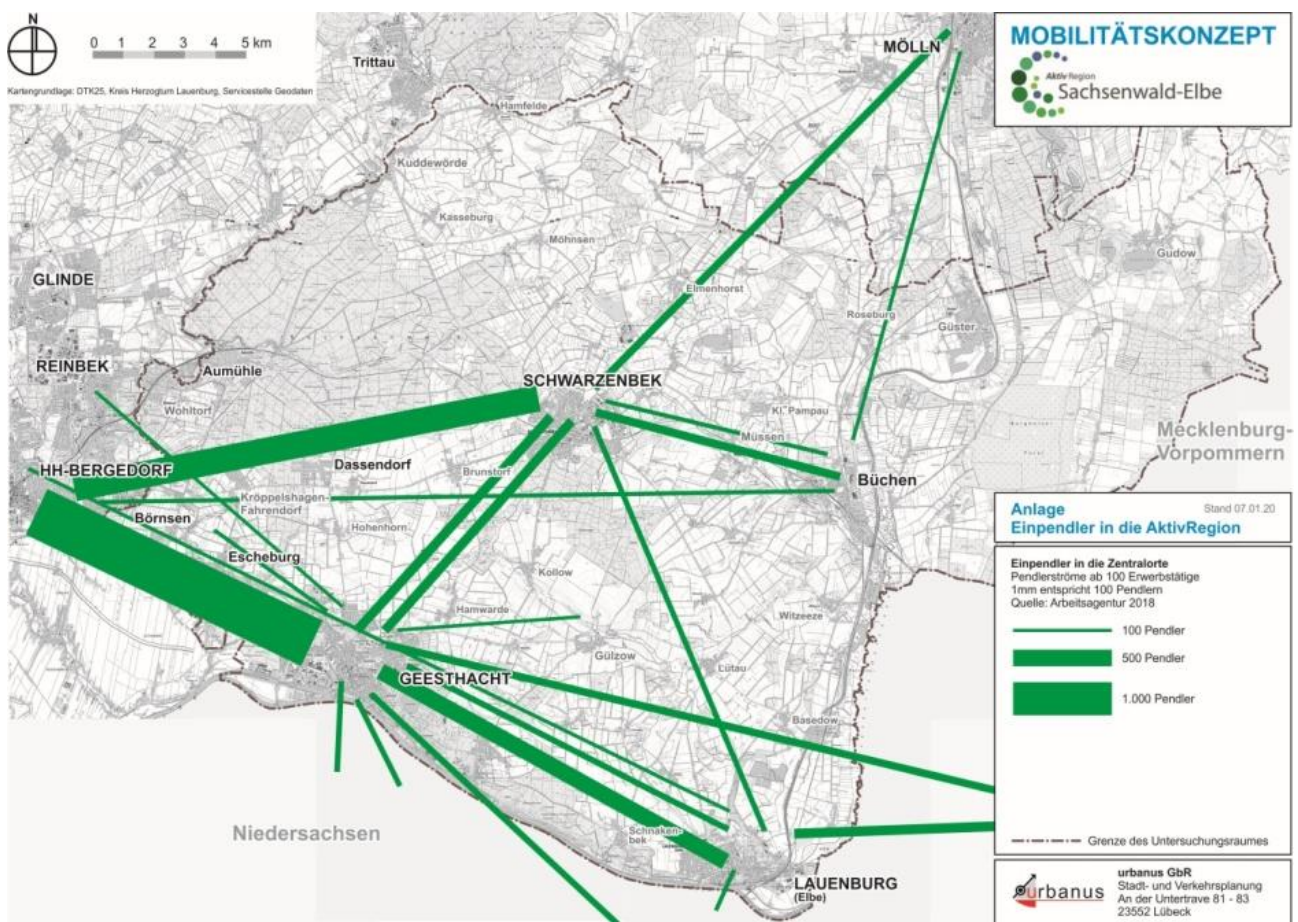 N
0 1 2 3 4 5 km
Kartengrundlage: DTK25, Kreis Herzogtum Lauenburg, Servicestelle Geodaten
MOBILITÄTSKONZEPT
AktivRegion
Sachsenwald-Elbe
MÖLLN
Trittau
Hamfelde
Kuddewörde
Kasseburg
Möhnsen
Gudow
GLINDE
Elmenhorst
Roseburg
Güster
REINBEK
Aumühle
SCHWARZENBEK
Wohltorf
Kl. Pampau
Müssen
Mecklenburg-
Vorpommern
HH-BERGEDORF
Dassendorf
Brunstorf
Büchen
Kröppelshagen-
Fahrendorf
Börnsen
Hohenhorn
Escheburg
Kollow
Hamwarde
Witzeeze
Gülzow
Lütau
GEESTHACHT
Basedow
Niedersachsen
Schnaken-
bek
LAUENBURG
(Elbe)
Anlage
Stand 07.01.20
Einpendler in die AktivRegion
Einpendler in die Zentralorte
Pendlerströme ab 100 Erwerbstätige
1mm entspricht 100 Pendlern
Quelle: Arbeitsagentur 2018
100 Pendler
500 Pendler
1.000 Pendler
Grenze des Untersuchungsraumes
urbanus
urbanus GbR
Stadt- und Verkehrsplanung
An der Untertrave 81 - 83
23552 Lübeck